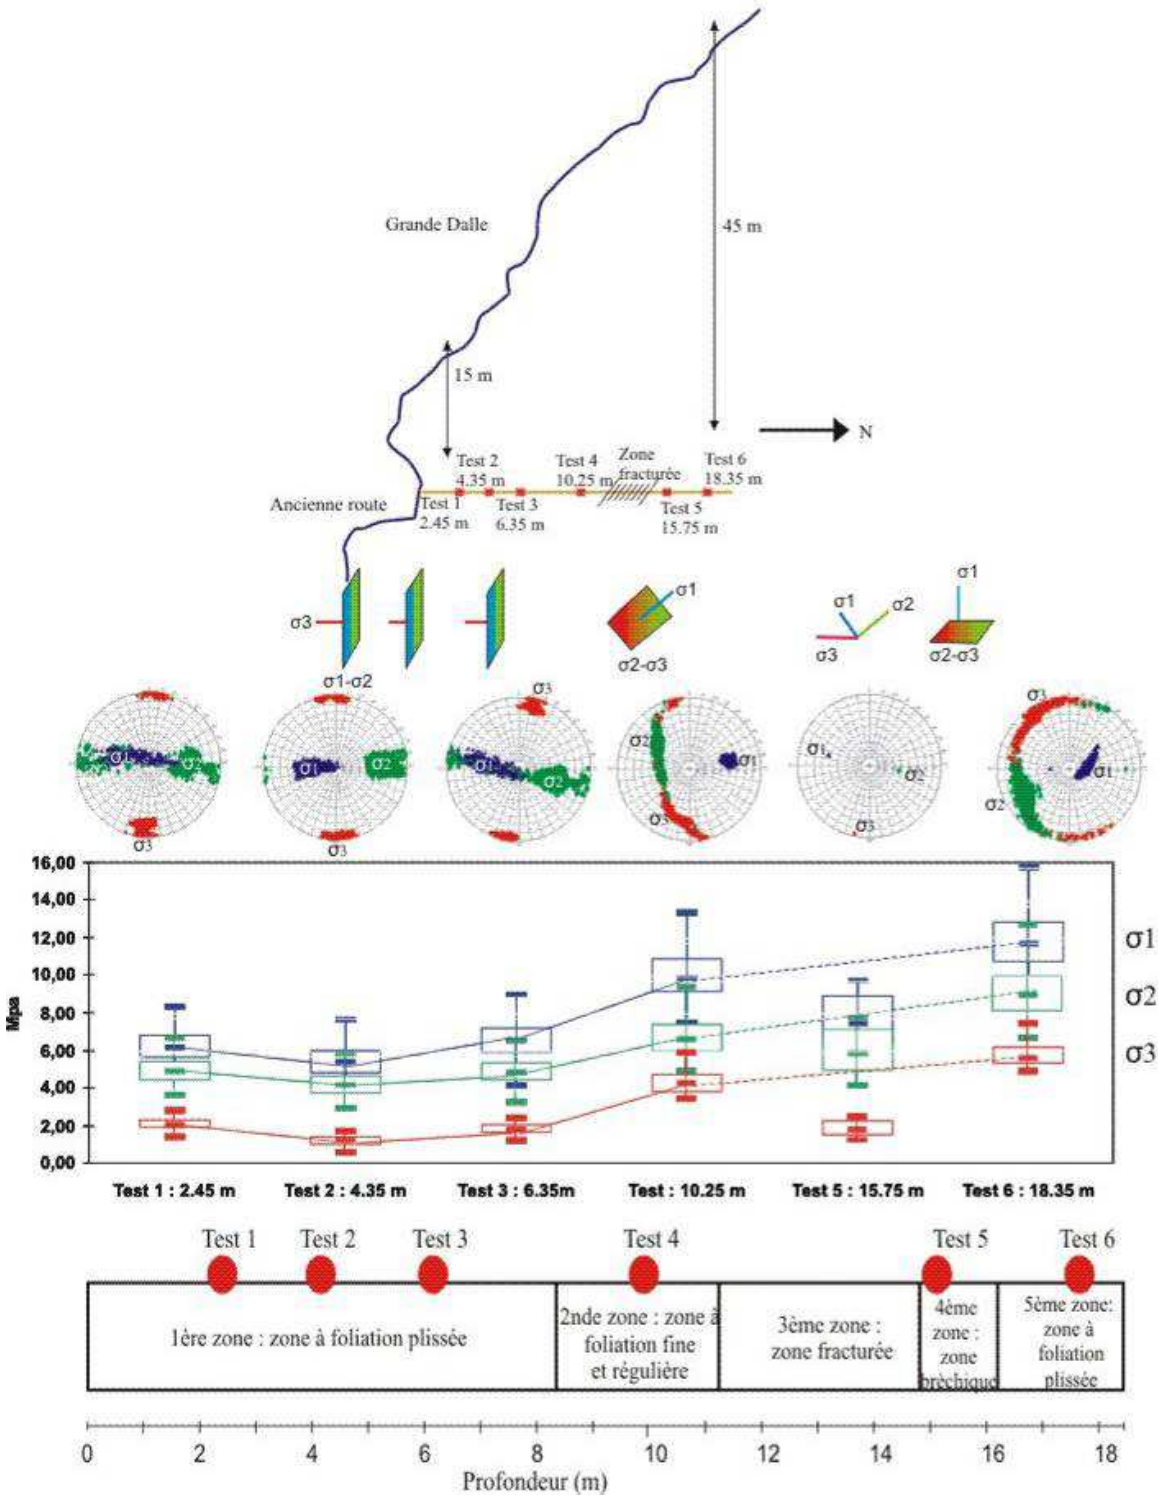 Grande Dalle
45 m
15 m
N
Test 2
4.35 m
Test 4
10.25 m
Zone
fracturée
Test 6
18.35 m
Ancienne route
Test 1
2.45 m
Test 3
6.35 m
Test 5
15.75 m
σ3
σ1-σ2
σ1
σ2-σ3
σ1
σ2
σ3
σ1
σ2-σ3
σ1
σ2
σ3
σ1
σ2
σ3
σ3
σ1
σ2
σ2
σ1
σ3
σ1
σ2
σ3
σ3
σ2
σ1
16,00
14,00
12,00
10,00
8,00
6,00
4,00
2,00
0,00
Mpa
σ1
σ2
σ3
Test 1 : 2.45 m
Test 2 : 4.35 m
Test 3 : 6.35m
Test : 10.25 m
Test 5 : 15.75 m
Test 6 : 18.35 m
Test 1
Test 2
Test 3
Test 4
Test 5
Test 6
1ère zone : zone à foliation plissée
2nde zone : zone à
foliation fine
et régulière
3ème zone :
zone fracturée
4ème
zone :
zone
brèchique
5ème zone:
zone à
foliation
plissée
0 2 4 6 8 10 12 14 16 18
Profondeur (m)